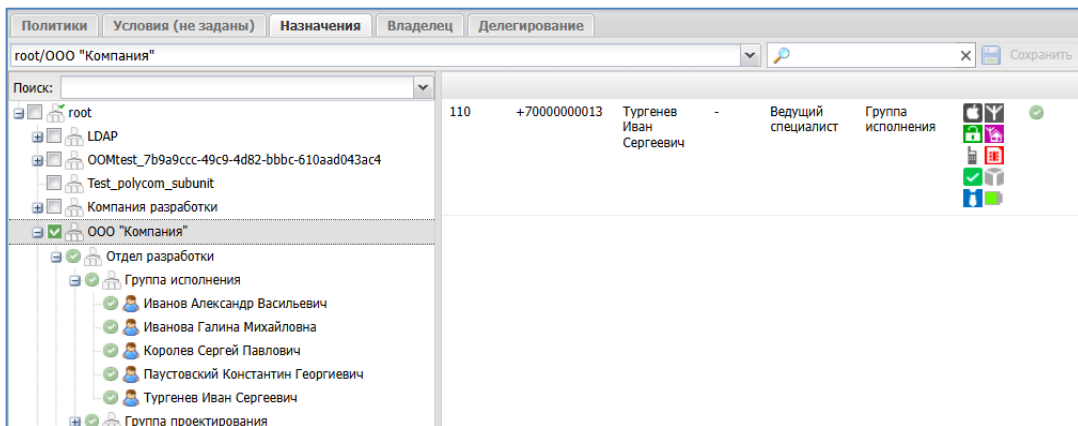 Политики Условия (не заданы) Назначения Владелец Делегирование
root/ООО "Компания" Сохранить
Поиск:
root
LDAP
OOMtest_7b9a9ccc-49c9-4d82-bbbc-610aad043ac4
Test_polycom_subunit
Компания разработки
ООО "Компания"
Отдел разработки
Группа исполнения
Иванов Александр Васильевич
Иванова Галина Михайловна
Королев Сергей Павлович
Паустовский Константин Георгиевич
Тургенев Иван Сергеевич
Группа проектирования
110 +70000000013 Тургенев - Ведущий Группа
Иван специалист исполнения
Сергеевич